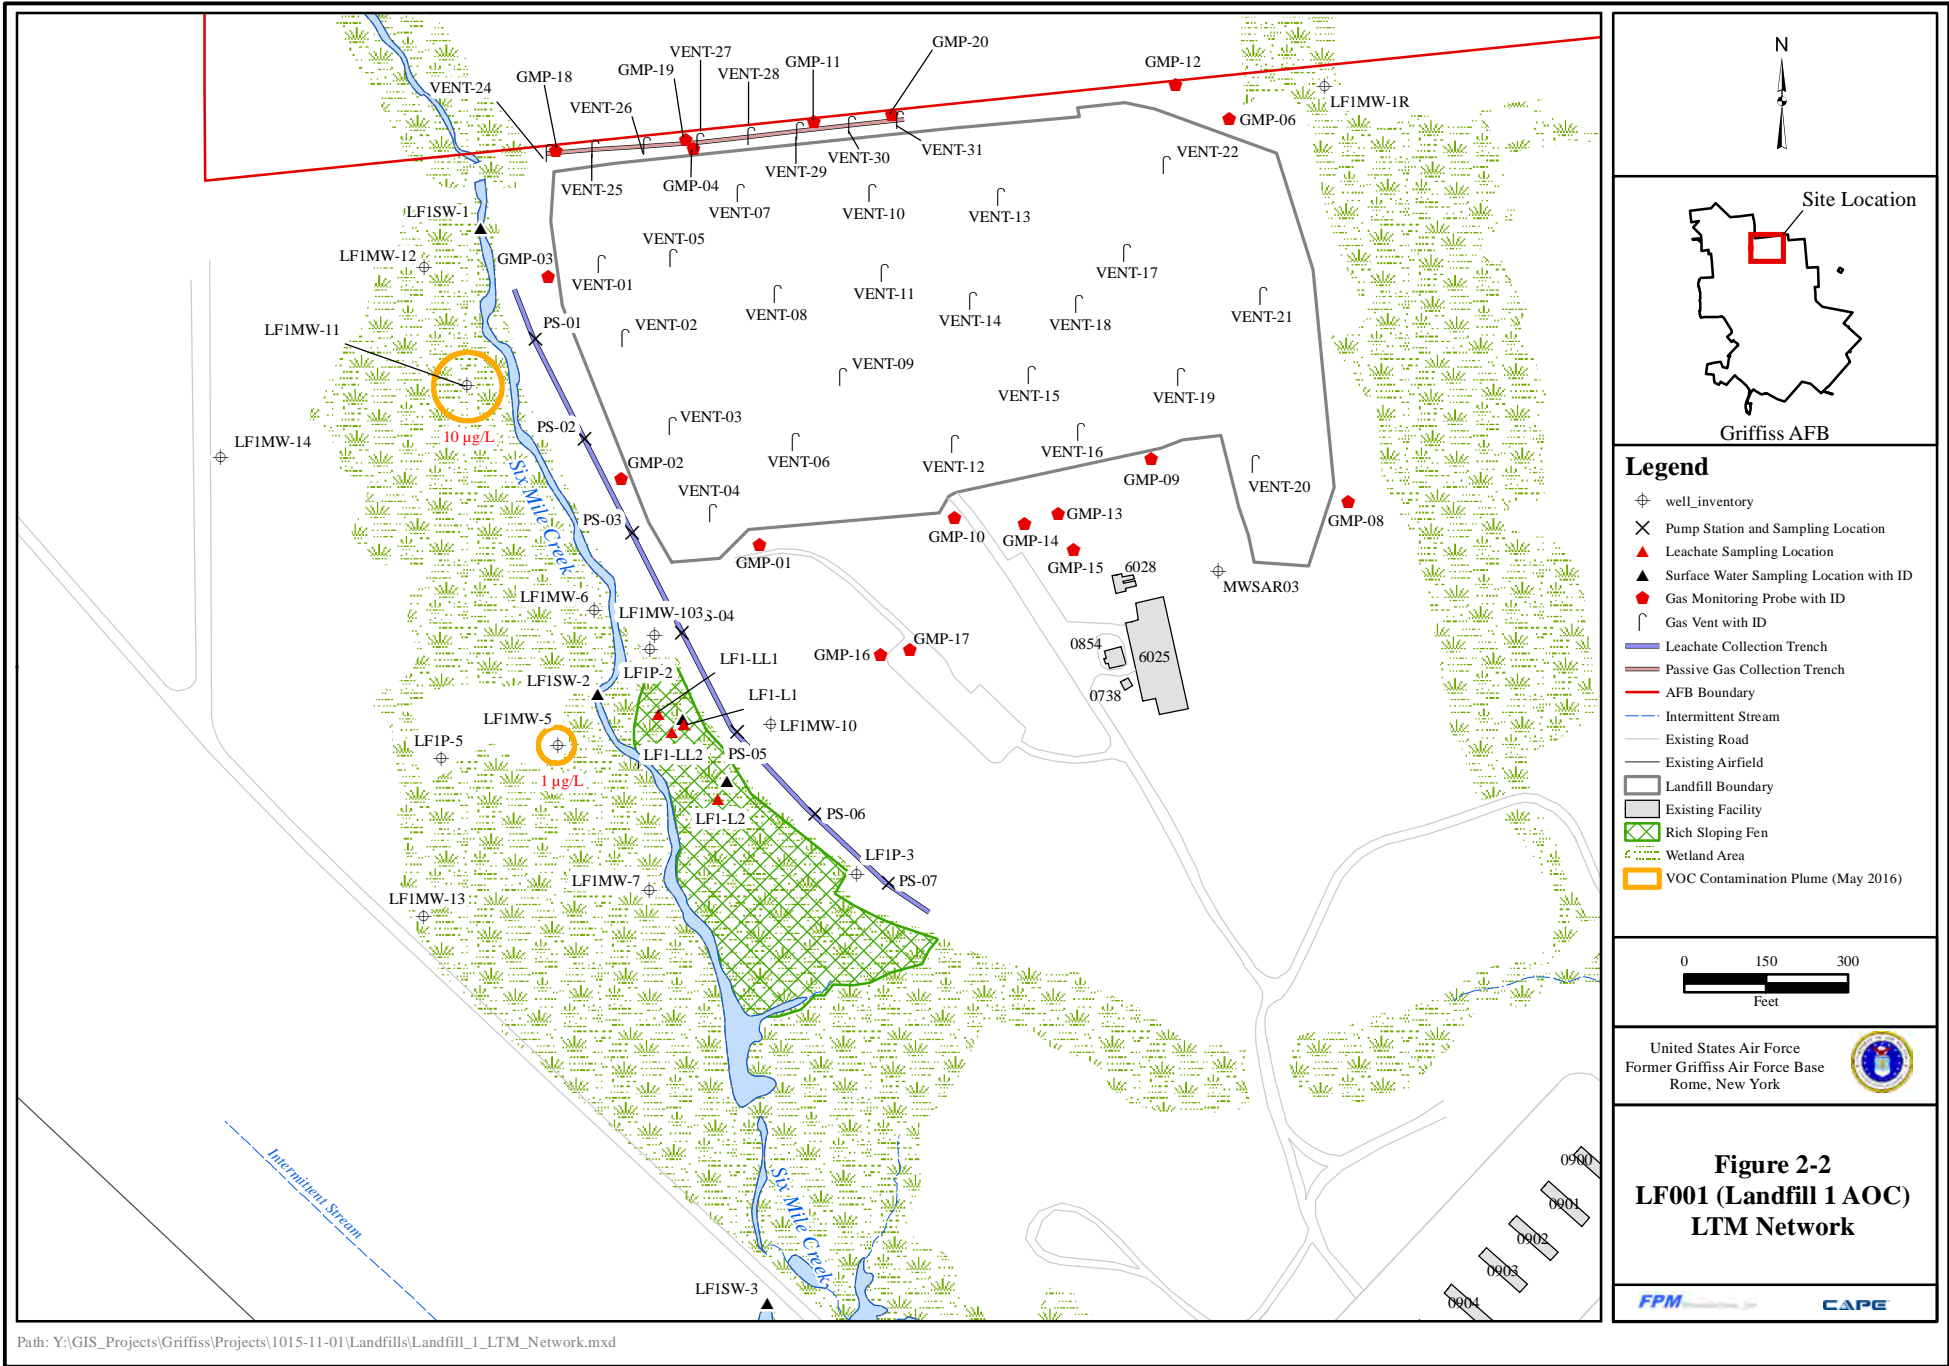 GMP-20
VENT-27
GMP-11
GMP-19
VENT-28
GMP-12
GMP-18
VENT-24
VENT-26
LF1MW-1R
GMP-06
VENT-30
VENT-31
VENT-22
VENT-29
VENT-25
GMP-04
VENT-07
VENT-10
VENT-13
LF1SW-1
VENT-05
LF1MW-12
GMP-03
VENT-01
VENT-17
VENT-11
VENT-08
VENT-14
VENT-18
VENT-21
LF1MW-11
PS-01
VENT-02
VENT-09
VENT-15
VENT-19
VENT-03
PS-02
10 µg/L
LF1MW-14
VENT-06
VENT-12
VENT-16
GMP-02
GMP-09
VENT-04
VENT-20
Six Mile Creek
PS-03
GMP-13
GMP-08
GMP-10
GMP-14
GMP-01
GMP-15
6028
MWSAR03
LF1MW-6
LF1MW-103
S-04
GMP-17
GMP-16
0854
6025
LF1-LL1
LF1P-2
LF1SW-2
LF1-L1
0738
LF1MW-5
LF1MW-10
LF1P-5
LF1-LL2
PS-05
1 µg/L
PS-06
LF1-L2
LF1P-3
LF1MW-7
PS-07
LF1MW-13
Intermittent Stream
Six Mile Creek
LF1SW-3
0900
0901
0902
0903
0904
N
Site Location
Griffiss AFB
Legend
well_inventory
Pump Station and Sampling Location
Leachate Sampling Location
Surface Water Sampling Location with ID
Gas Monitoring Probe with ID
Gas Vent with ID
Leachate Collection Trench
Passive Gas Collection Trench
AFB Boundary
Intermittent Stream
Existing Road
Existing Airfield
Landfill Boundary
Existing Facility
Rich Sloping Fen
Wetland Area
VOC Contamination Plume (May 2016)
0 150 300
Feet
United States Air Force
Former Griffiss Air Force Base
Rome, New York
Figure 2-2
LF001 (Landfill 1 AOC)
LTM Network
FPM
CAPE
Path: Y:\GIS_Projects\Griffiss\Projects\1015-11-01\Landfills\Landfill_1_LTM_Network.mxd